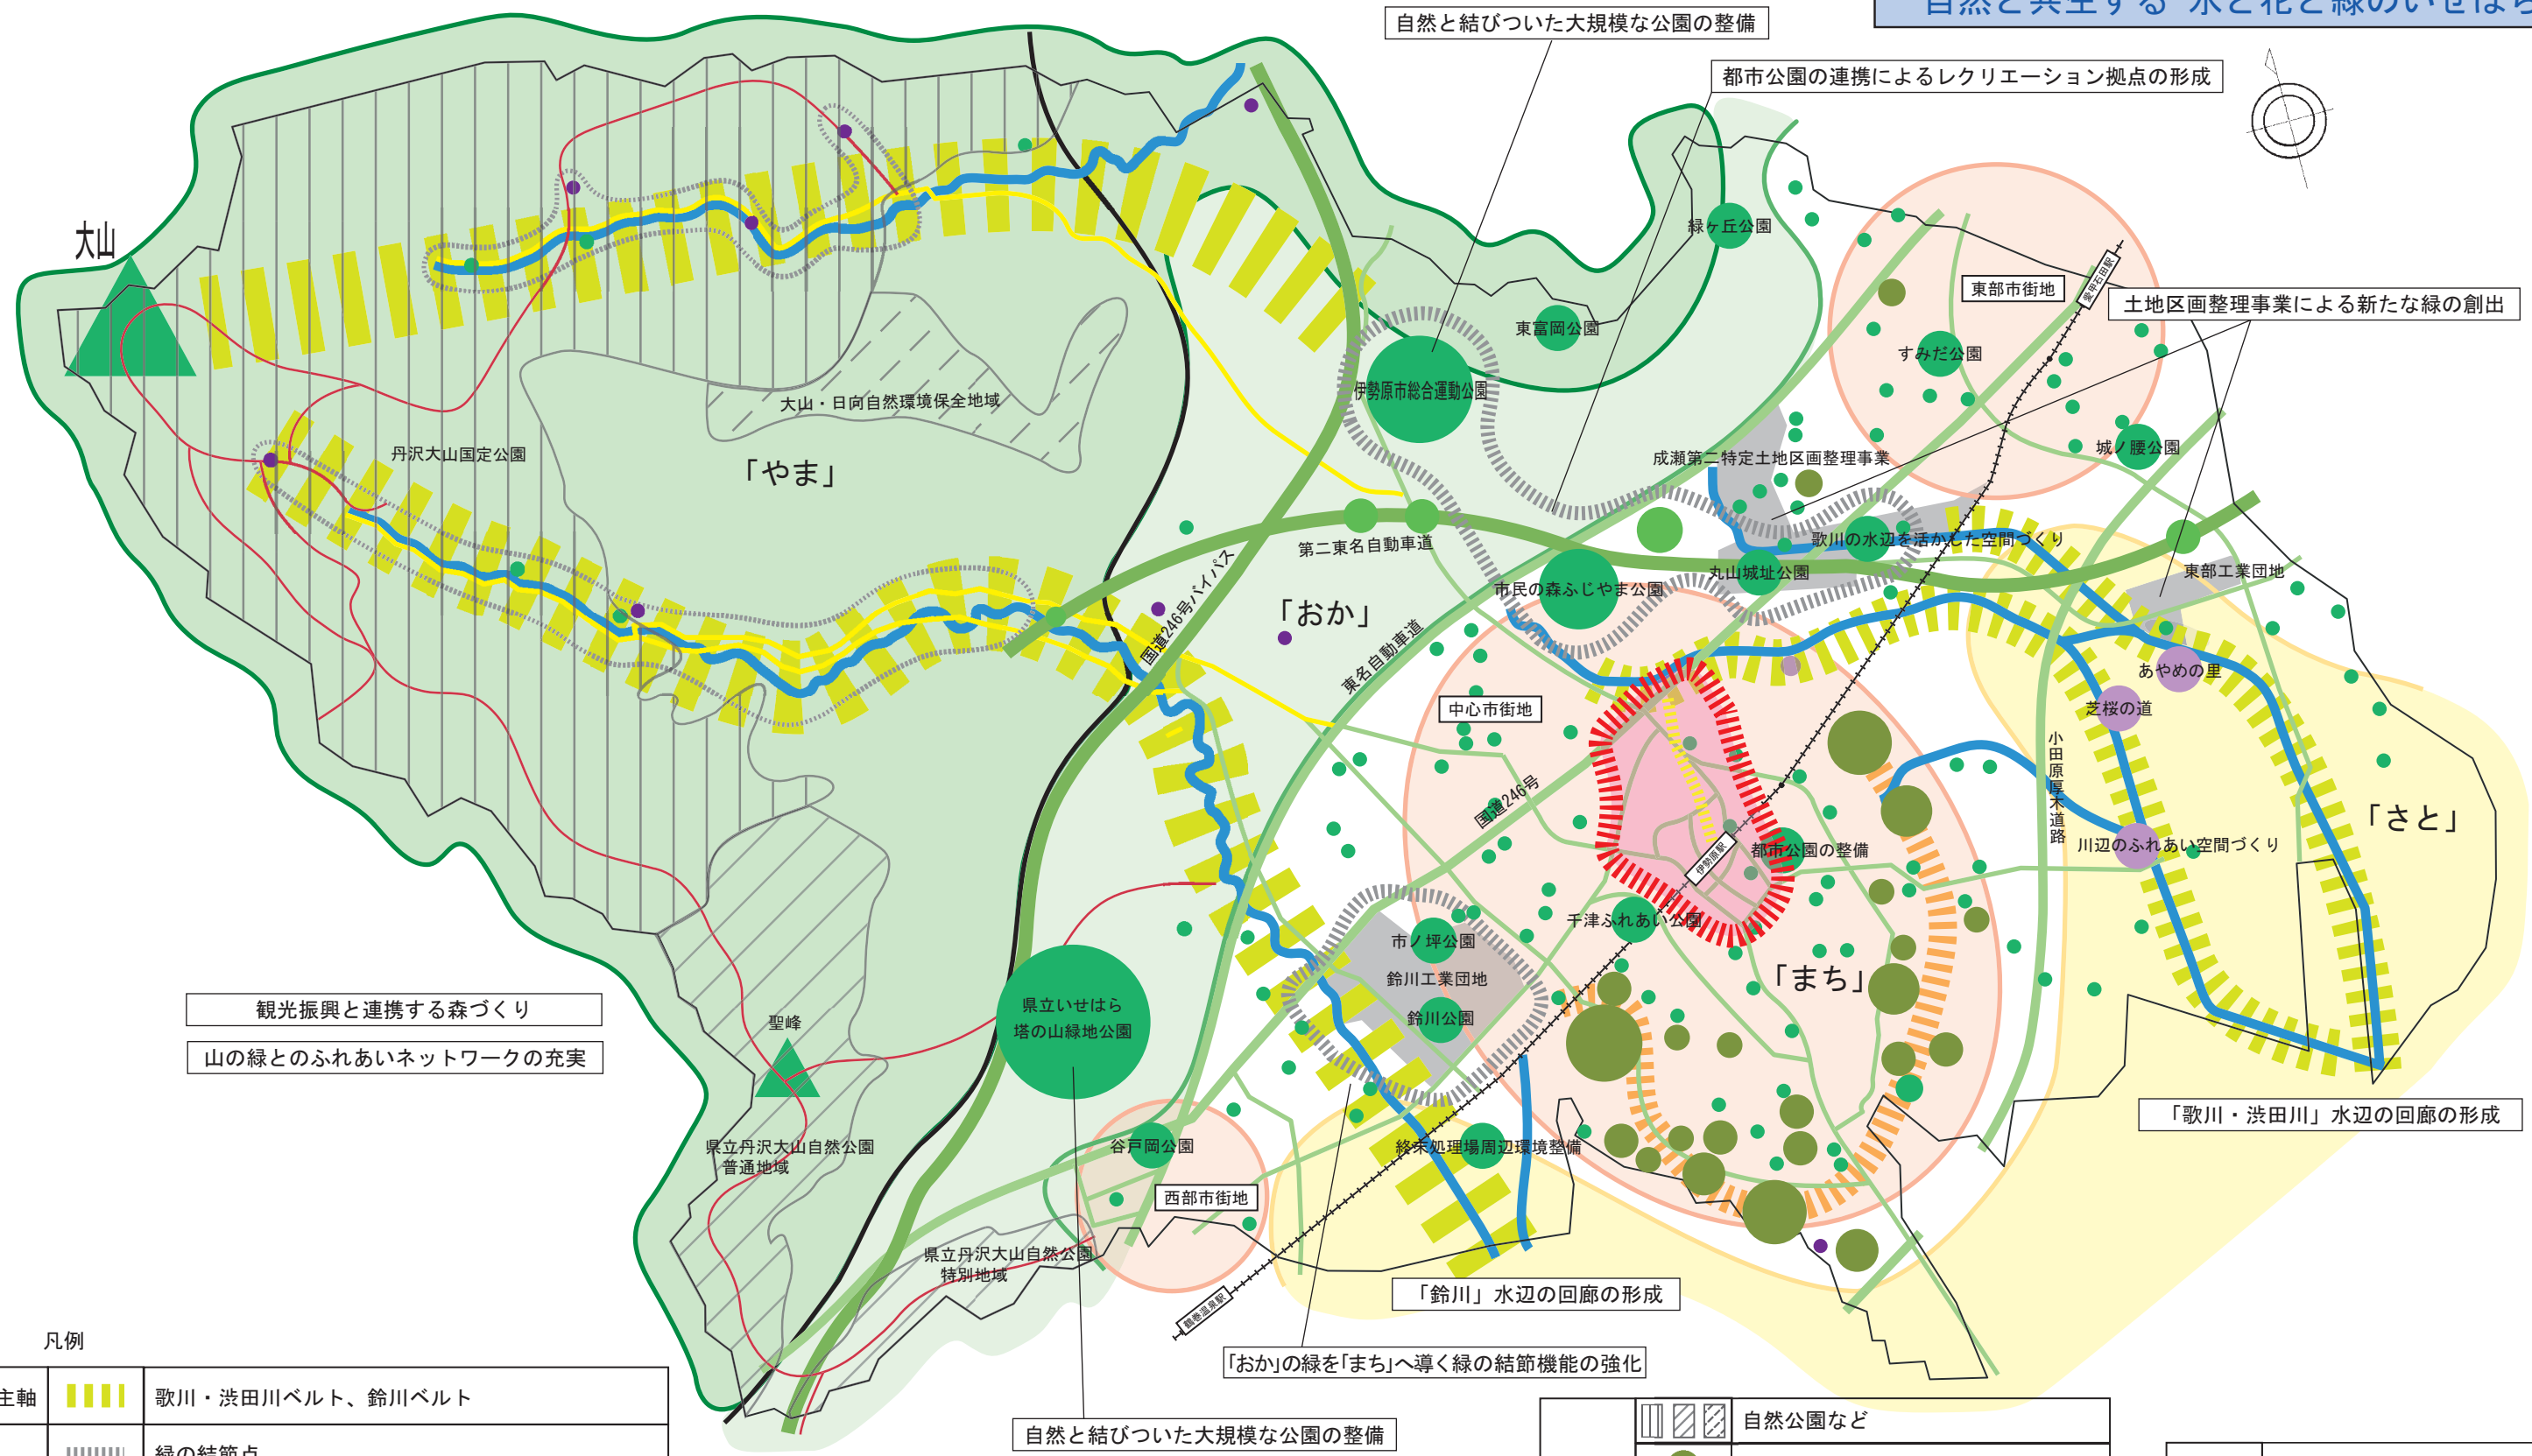 自然と共生する 水と花と緑のいせはら
自然と結びついた大規模な公園の整備
都市公園の連携によるレクリエーション拠点の形成
大山
緑ヶ丘公園
東部市街地
愛甲石田駅
土地区画整理事業による新たな緑の創出
東富岡公園
すみだ公園
伊勢原市総合運動公園
大山・日向自然環境保全地域
丹沢大山国定公園
「やま」
城ノ腰公園
成瀬第二特定土地区画整理事業
第二東名自動車道
歌川の水辺を活かした空間づくり
丸山城址公園
東部工業団地
市民の森ふじやま公園
国道246号バイパス
「おか」
東名自動車道
あやめの里
芝桜の道
中心市街地
小田原厚木道路
国道246号
「さと」
伊勢原駅
都市公園の整備
川辺のふれあい空間づくり
千津ふれあい公園
市ノ坪公園
鈴川工業団地
「まち」
鈴川公園
県立いせはら
塔の山緑地公園
観光振興と連携する森づくり
聖峰
山の緑とのふれあいネットワークの充実
「歌川・渋田川」水辺の回廊の形成
県立丹沢大山自然公園
普通地域
谷戸岡公園
終末処理場周辺環境整備
西部市街地
県立丹沢大山自然公園
特別地域
鶴巻温泉駅
「鈴川」水辺の回廊の形成
凡例
「おか」の緑を「まち」へ導く緑の結節機能の強化
主軸
歌川・渋田川ベルト、鈴川ベルト
自然公園など
自然と結びついた大規模な公園の整備
緑の結節点